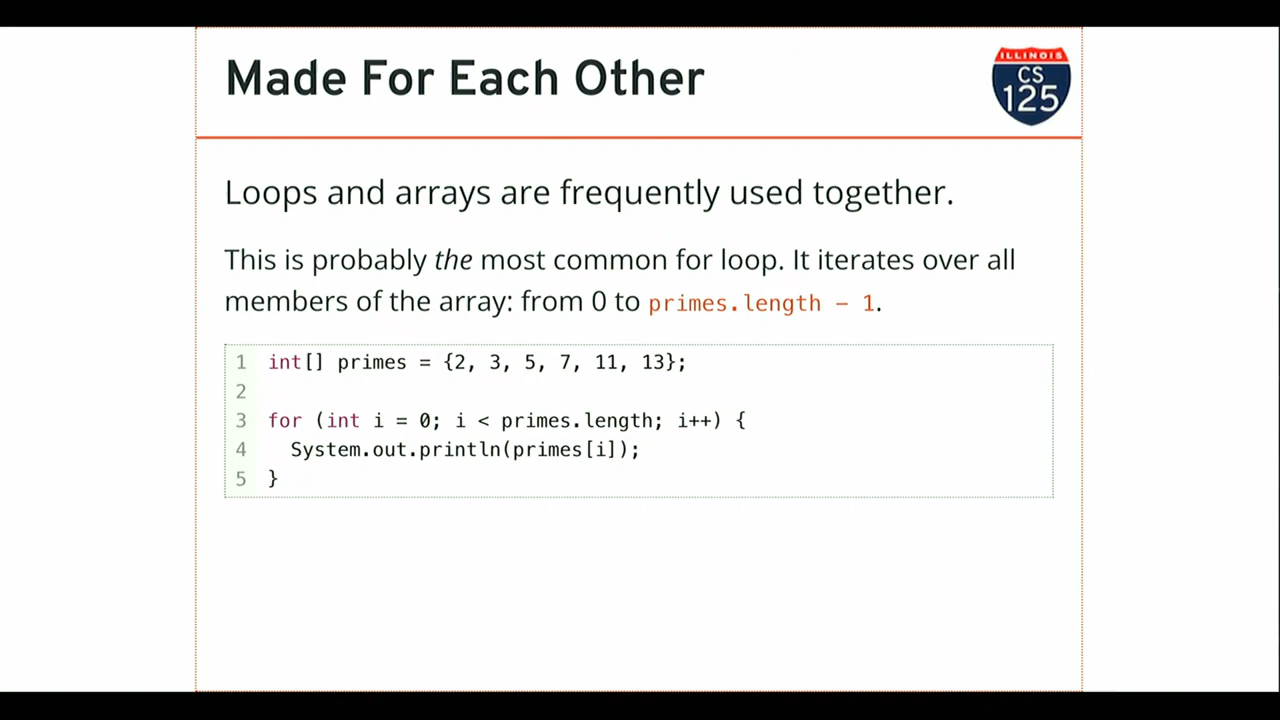 Made For Each Other
ILLINOIS
CS
125
Loops and arrays are frequently used together.
This is probably the most common for loop. It iterates over all
members of the array: from 0 to primes.length – 1.
1 int[] primes = {2, 3, 5, 7, 11, 13};
2
3 for (int i = 0; i < primes.length; i++) {
4   System.out.println(primes[i]);
5 }